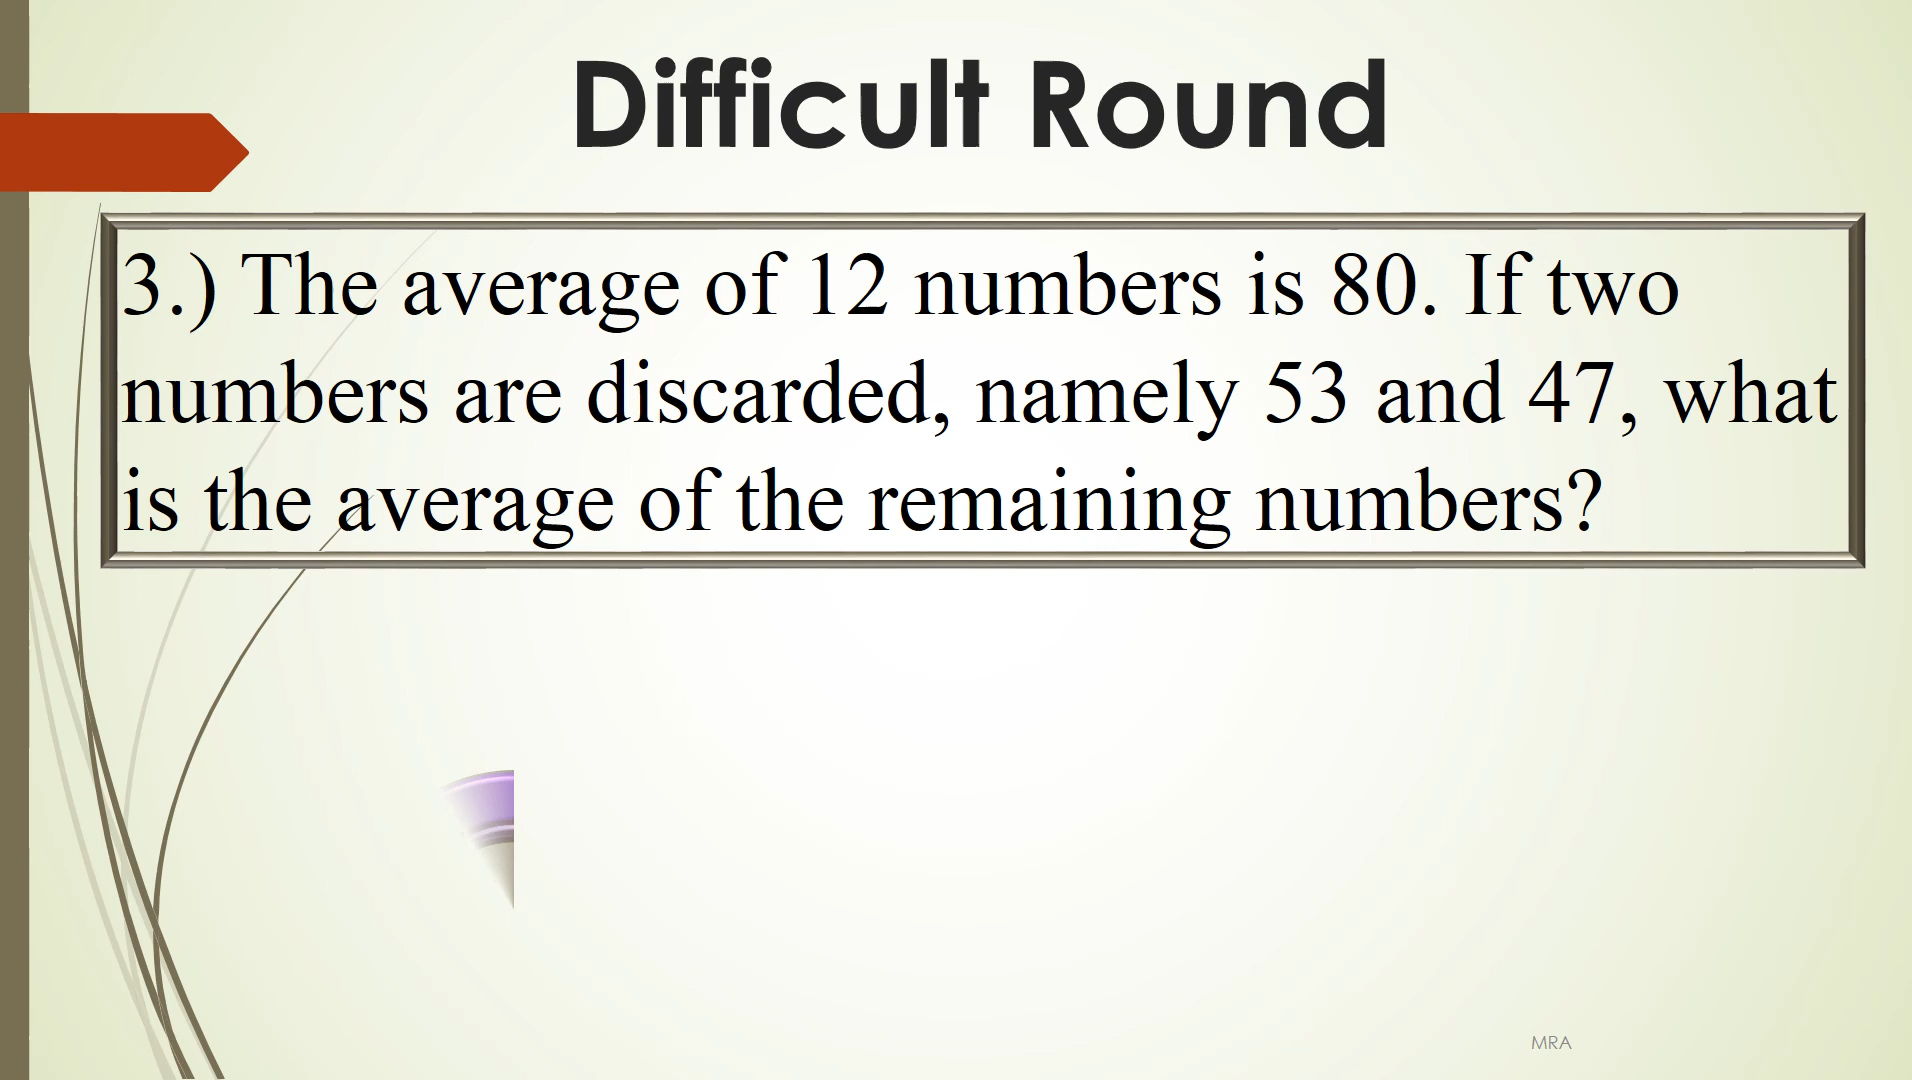 Difficult Round
3.) The average of 12 numbers is 80. If two
numbers are discarded, namely 53 and 47, what
is the average of the remaining numbers?
MRA